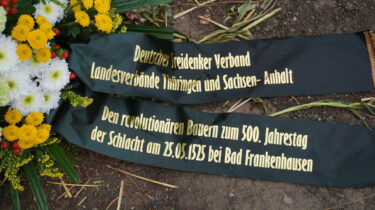 Deutscher Freidenker Verband
Landesverbände Thüringen und Sachsen- Anhalt
Den revolutionären Bauern zum 500. Jahrestag
der Schlacht am 25.05.1525 bei Bad Frankenhausen